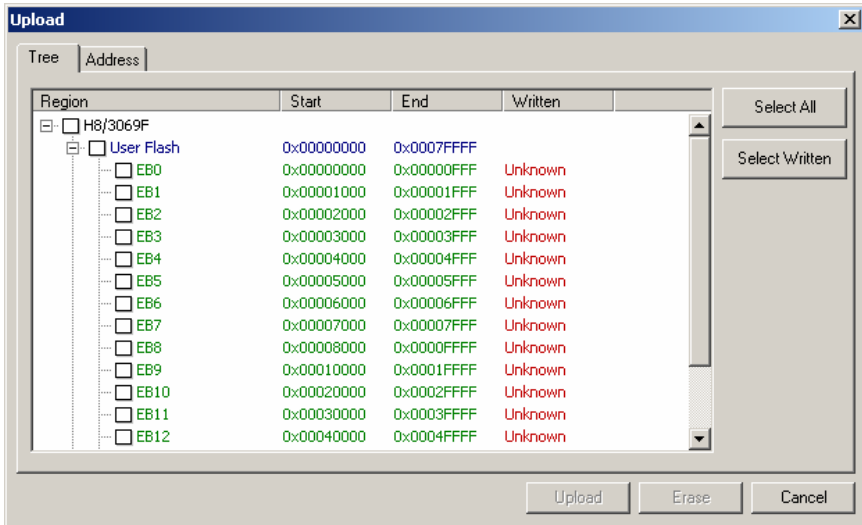 Upload
Tree Address
Region Start End Written
H8/3069F
User Flash 0x00000000 0x0007FFFF
EB0 0x00000000 0x00000FFF Unknown
EB1 0x00001000 0x00001FFF Unknown
EB2 0x00002000 0x00002FFF Unknown
EB3 0x00003000 0x00003FFF Unknown
EB4 0x00004000 0x00004FFF Unknown
EB5 0x00005000 0x00005FFF Unknown
EB6 0x00006000 0x00006FFF Unknown
EB7 0x00007000 0x00007FFF Unknown
EB8 0x00008000 0x0000FFFF Unknown
EB9 0x00010000 0x0001FFFF Unknown
EB10 0x00020000 0x0002FFFF Unknown
EB11 0x00030000 0x0003FFFF Unknown
EB12 0x00040000 0x0004FFFF Unknown
Select All
Select Written
Upload Erase Cancel